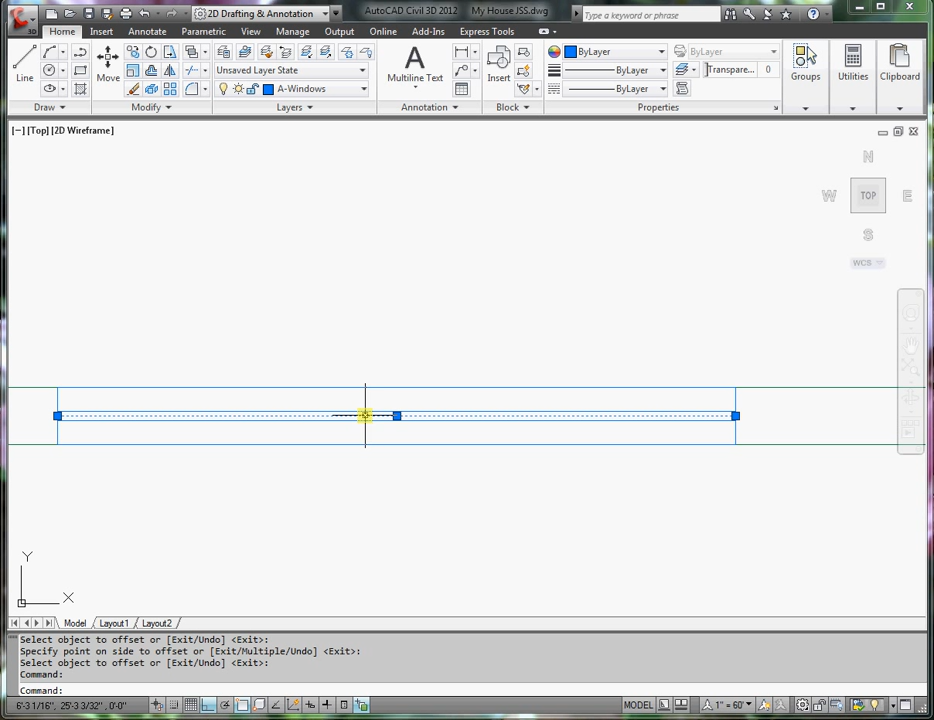 2D Drafting & Annotation
AutoCAD Civil 3D 2012 My House JSS.dwg
Type a keyword or phrase
3D
Home Insert Annotate Parametric View Manage Output Online Add-Ins Express Tools
Line
Move
Unsaved Layer State
A-Windows
A
Multiline Text
Insert
ByLayer
ByLayer
ByLayer
ByLayer
Transpare... 0
Groups
Utilities
Clipboard
Draw Modify Layers Annotation Block Properties
[−] [Top] [2D Wireframe]
N
W TOP E
S
WCS
Y
X
Model Layout1 Layout2
Select object to offset or [Exit/Undo] <Exit>:
Specify point on side to offset or [Exit/Multiple/Undo] <Exit>:
Select object to offset or [Exit/Undo] <Exit>:
Command:
Command:
6'-3 1/16", 25'-3 3/32", 0'-0"
MODEL
1" = 60'